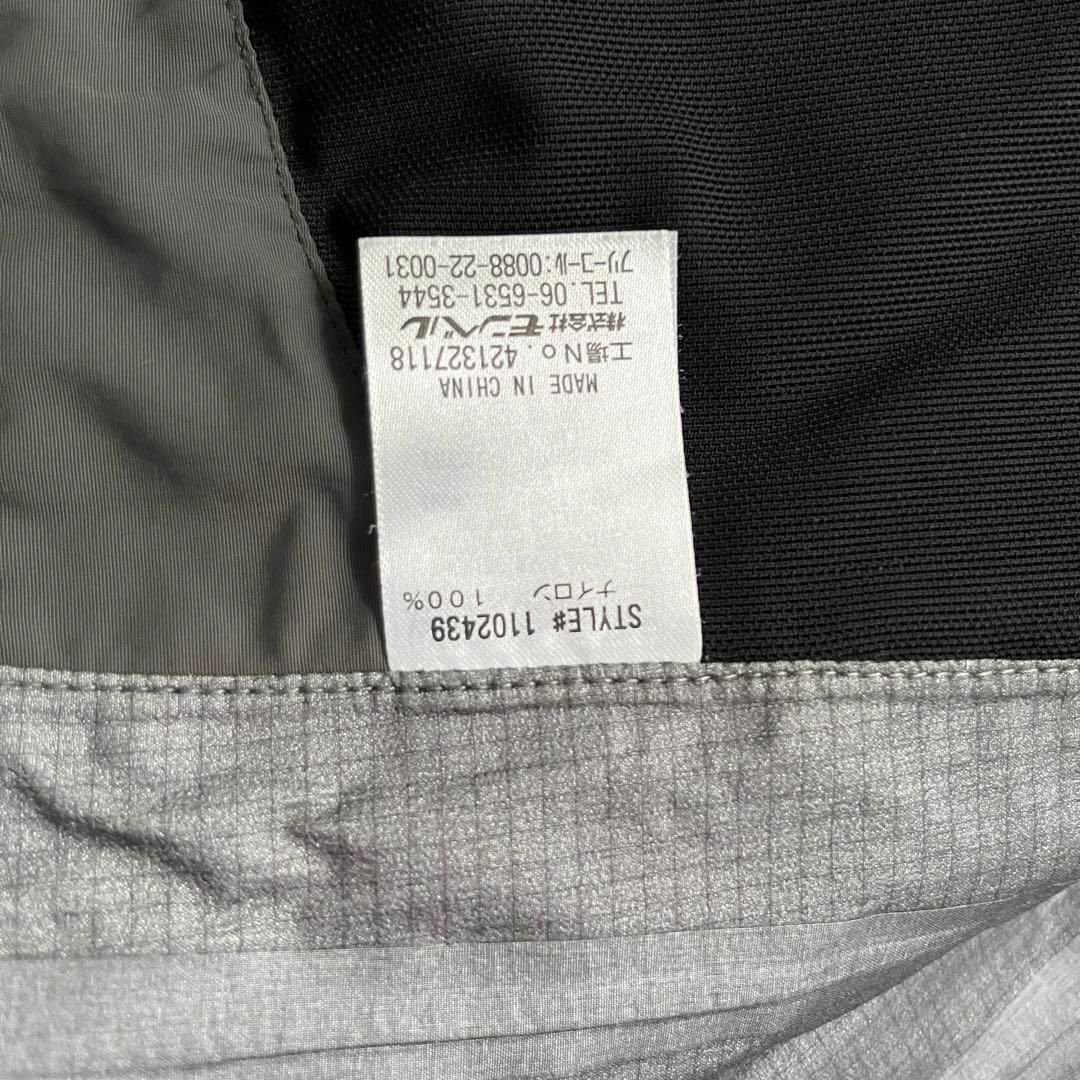 STYLE# 1102439
ナイロン 100%
MADE IN CHINA
工場No. 421327118
株式会社 モンベル
TEL. 06-6531-3544
フリーコール:0088-22-0031